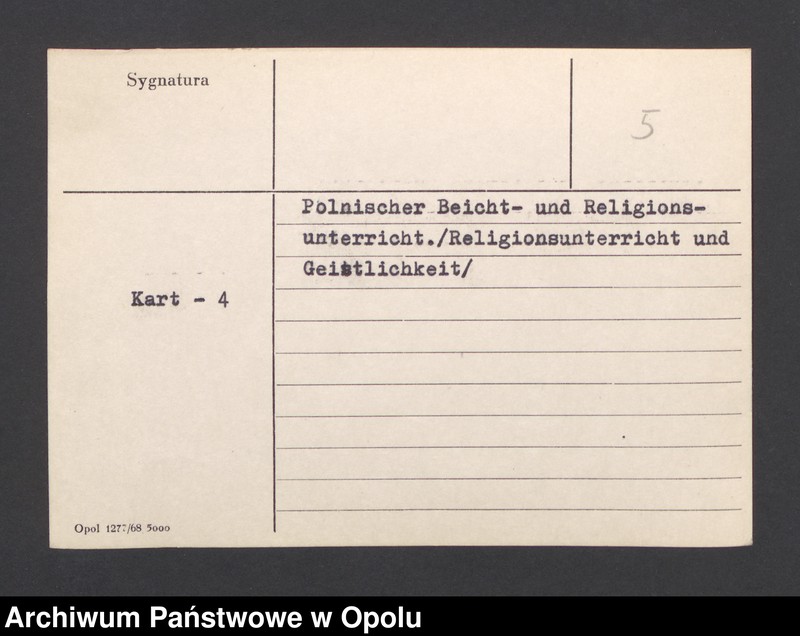 Sygnatura
5
Polnischer Beicht- und Religions-
unterricht./Religionsunterricht und
Geistlichkeit/
Kart - 4
Opol 1277/68 5000
Archiwum Państwowe w Opolu